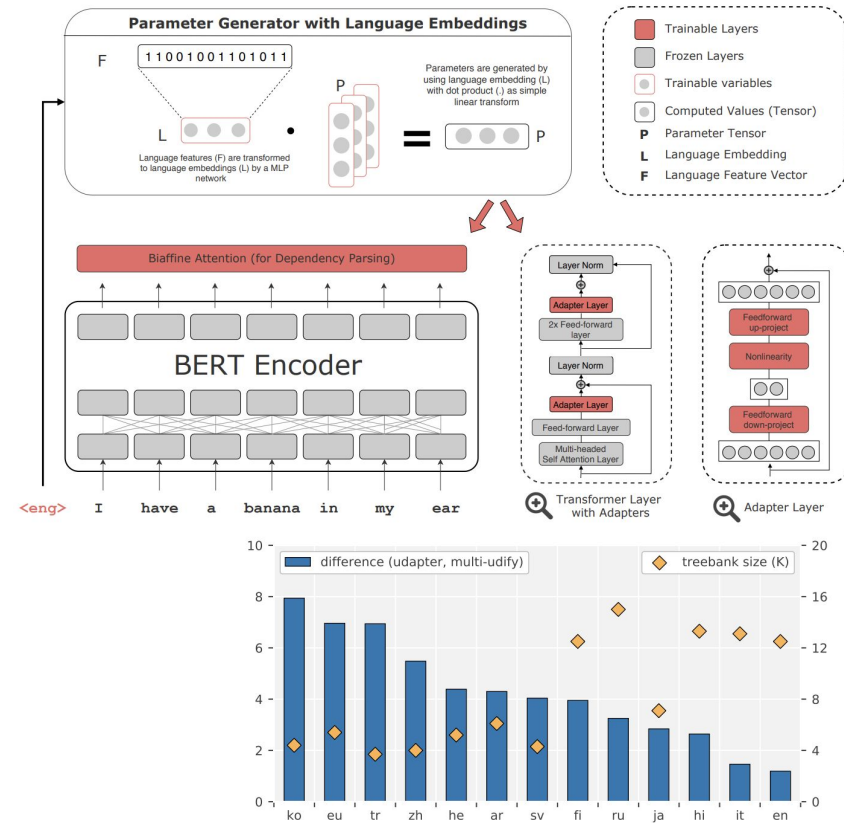 Parameter Generator with Language Embeddings
F
11001001101011
L
Language features (F) are transformed
to language embeddings (L) by a MLP
network
P
Parameters are generated by
using language embedding (L)
with dot product (.) as simple
linear transform
P
Trainable Layers
Frozen Layers
Trainable variables
Computed Values (Tensor)
P Parameter Tensor
L Language Embedding
F Language Feature Vector
Biaffine Attention (for Dependency Parsing)
BERT Encoder
<eng> I have a banana in my ear
Layer Norm
Adapter Layer
2x Feed-forward
layer
Layer Norm
Adapter Layer
Feed-forward Layer
Multi-headed
Self Attention Layer
Transformer Layer
with Adapters
Feedforward
up-project
Nonlinearity
Feedforward
down-project
Adapter Layer
difference (udapter, multi-udify)
treebank size (K)
10
8
6
4
2
0
20
16
12
8
4
0
ko eu tr zh he ar sv fi ru ja hi it en